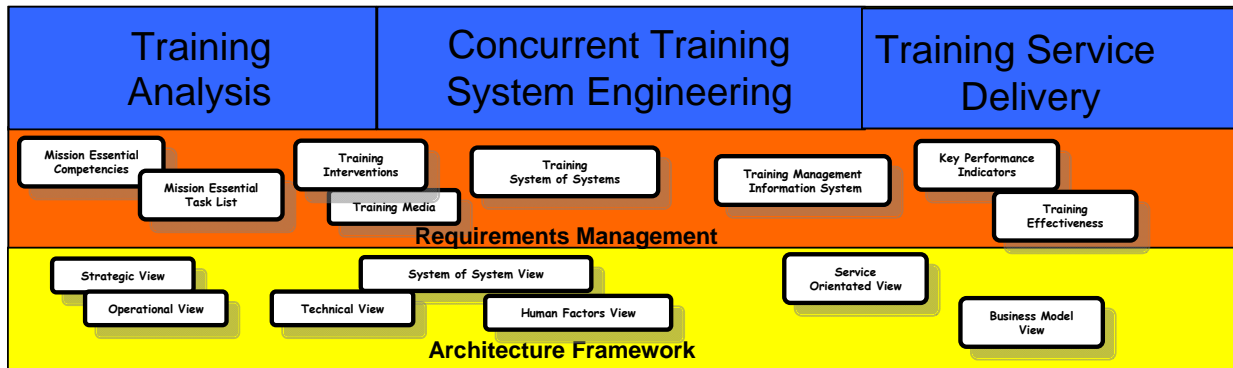 Training
Analysis
Concurrent Training
System Engineering
Training Service
Delivery
Mission Essential
Competencies
Mission Essential
Task List
Training
Interventions
Training Media
Training
System of Systems
Training Management
Information System
Key Performance
Indicators
Training
Effectiveness
Requirements Management
Strategic View
Operational View
System of System View
Technical View
Human Factors View
Service
Orientated View
Business Model
View
Architecture Framework